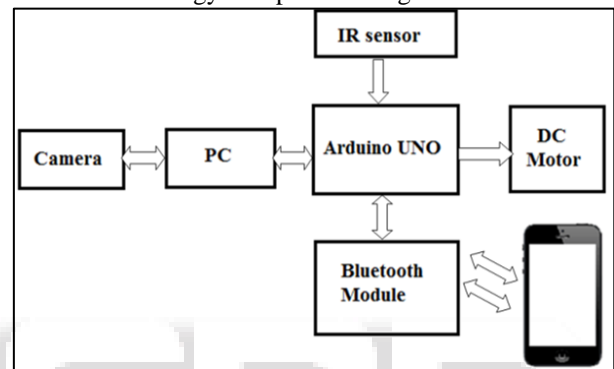 IR sensor
Camera
PC
Arduino UNO
DC
Motor
Bluetooth
Module